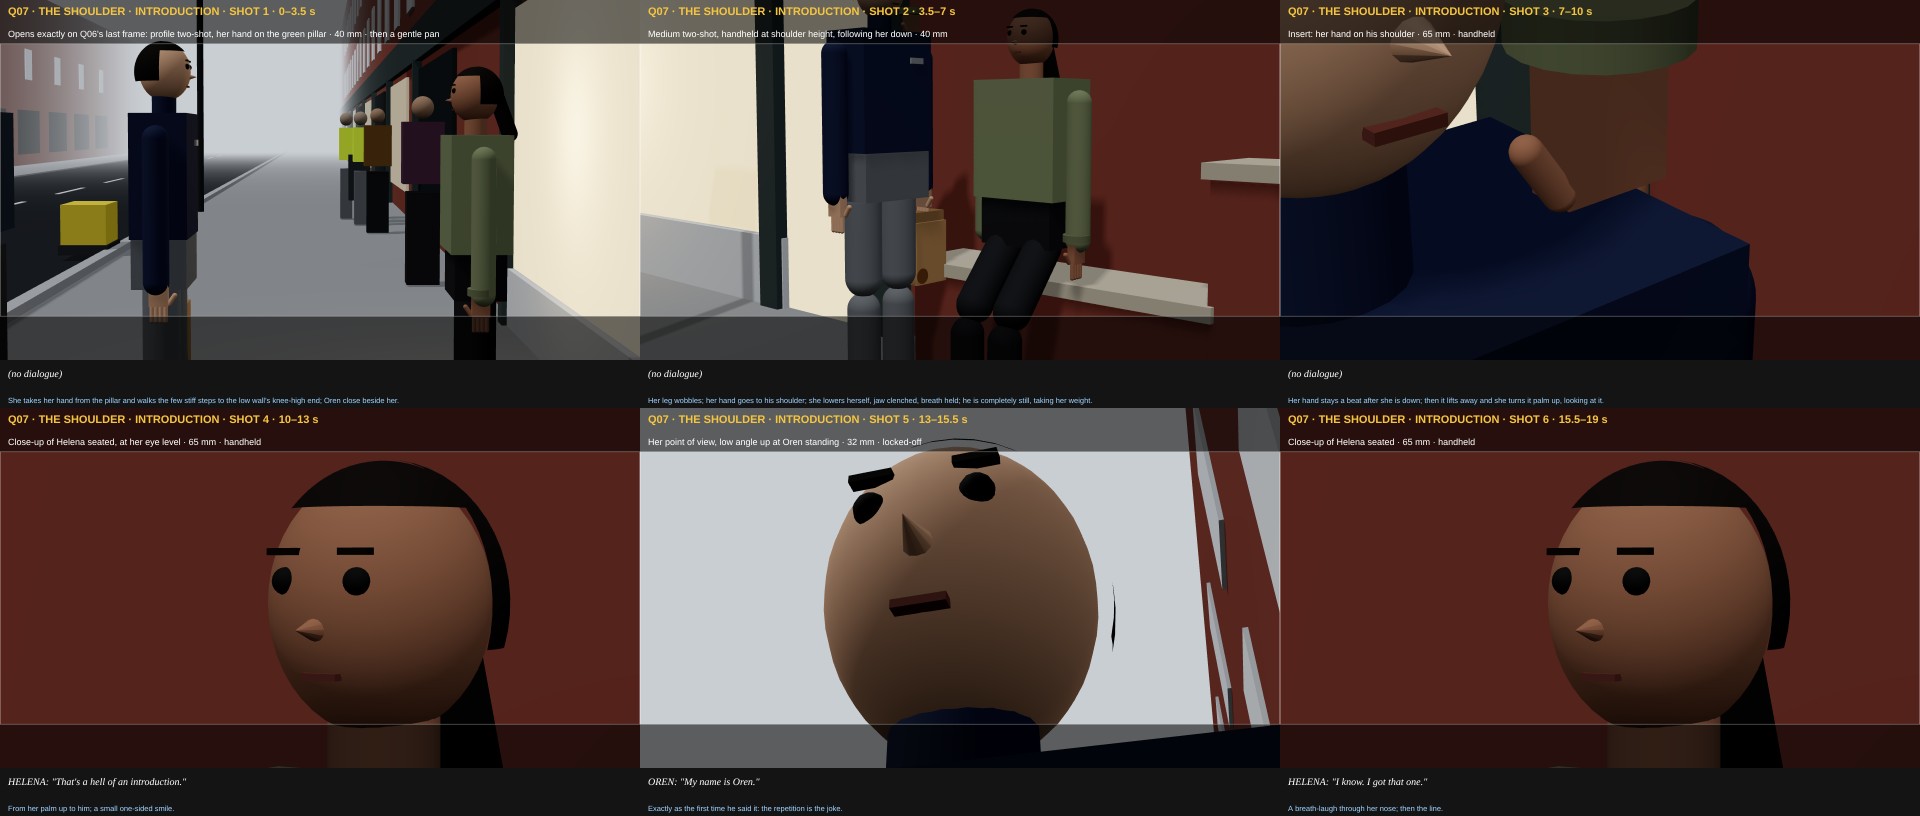 Q07 · THE SHOULDER · INTRODUCTION · SHOT 1 · 0–3.5 s
Opens exactly on Q06's last frame: profile two-shot, her hand on the green pillar · 40 mm · then a gentle pan
(no dialogue)
She takes her hand from the pillar and walks the few stiff steps to the low wall's knee-high end; Oren close beside her.
Q07 · THE SHOULDER · INTRODUCTION · SHOT 2 · 3.5–7 s
Medium two-shot, handheld at shoulder height, following her down · 40 mm
(no dialogue)
Her leg wobbles; her hand goes to his shoulder; she lowers herself, jaw clenched, breath held; he is completely still, taking her weight.
Q07 · THE SHOULDER · INTRODUCTION · SHOT 3 · 7–10 s
Insert: her hand on his shoulder · 65 mm · handheld
(no dialogue)
Her hand stays a beat after she is down; then it lifts away and she turns it palm up, looking at it.
Q07 · THE SHOULDER · INTRODUCTION · SHOT 4 · 10–13 s
Close-up of Helena seated, at her eye level · 65 mm · handheld
HELENA: "That's a hell of an introduction."
From her palm up to him; a small one-sided smile.
Q07 · THE SHOULDER · INTRODUCTION · SHOT 5 · 13–15.5 s
Her point of view, low angle up at Oren standing · 32 mm · locked-off
OREN: "My name is Oren."
Exactly as the first time he said it: the repetition is the joke.
Q07 · THE SHOULDER · INTRODUCTION · SHOT 6 · 15.5–19 s
Close-up of Helena seated · 65 mm · handheld
HELENA: "I know. I got that one."
A breath-laugh through her nose; then the line.